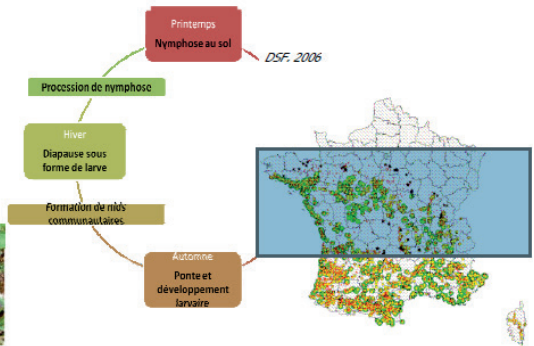 Printemps
Nymphose au sol
DSF. 2006
Procession de nymphose
Hiver
Diapause sous
forme de larve
Formation de nids
communautaires
Automne
Ponte et
développement
larvaire